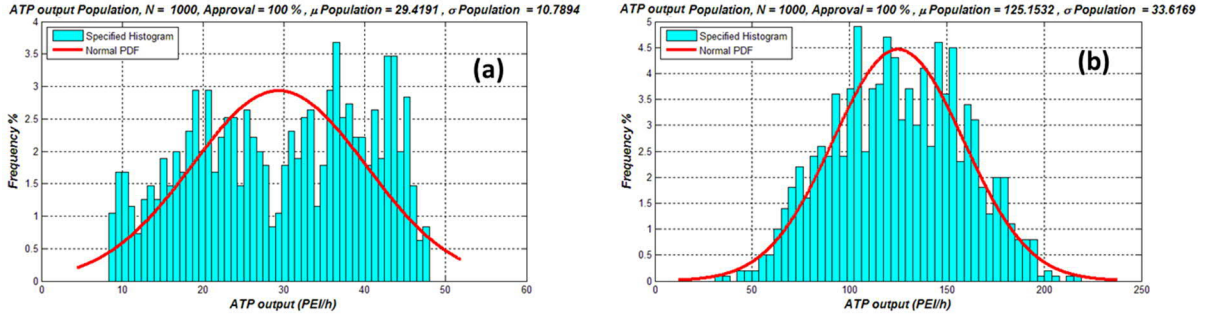 ATP output Population, N = 1000, Approval = 100 % , µ Population = 29.4191 , σ Population = 10.7894
Specified Histogram
Normal PDF
(a)
Frequency %
4
3.5
3
2.5
2
1.5
1
0.5
0
0 10 20 30 40 50 60
ATP output (PEI/h)
ATP output Population, N = 1000, Approval = 100 % , µ Population = 125.1532 , σ Population = 33.6169
Specified Histogram
Normal PDF
(b)
Frequency %
5
4.5
4
3.5
3
2.5
2
1.5
1
0.5
0
0 50 100 150 200 250
ATP output (PEI/h)